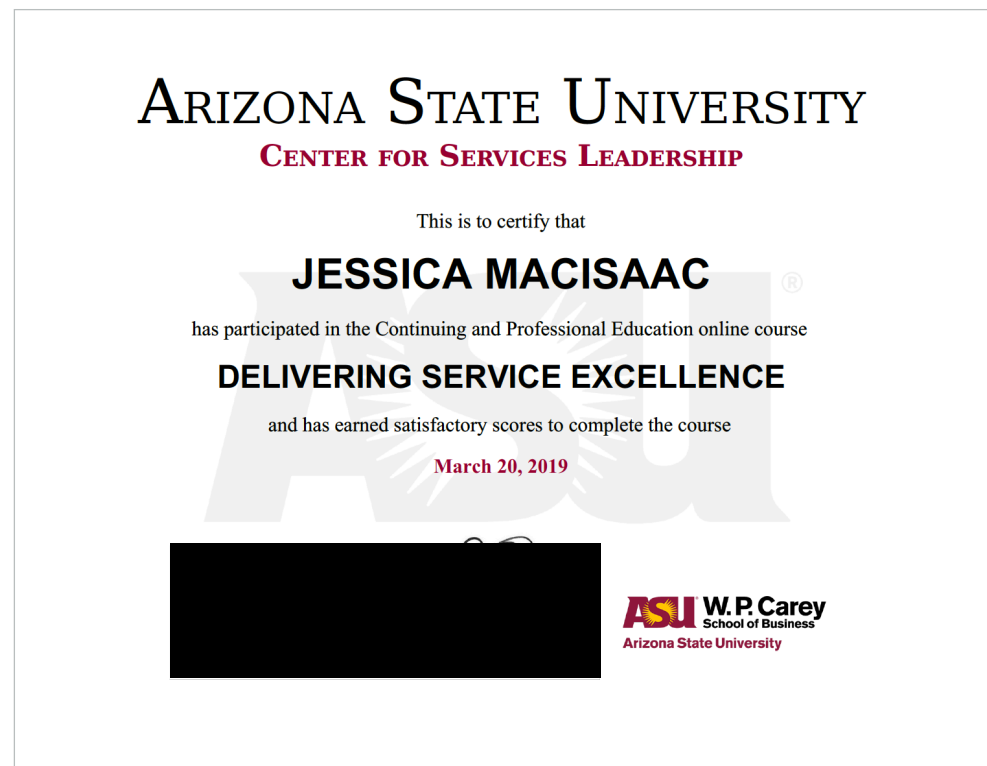 ARIZONA STATE UNIVERSITY
CENTER FOR SERVICES LEADERSHIP
This is to certify that
JESSICA MACISAAC
has participated in the Continuing and Professional Education online course
DELIVERING SERVICE EXCELLENCE
and has earned satisfactory scores to complete the course
March 20, 2019
ASU®
ASU W. P. Carey
School of Business
Arizona State University